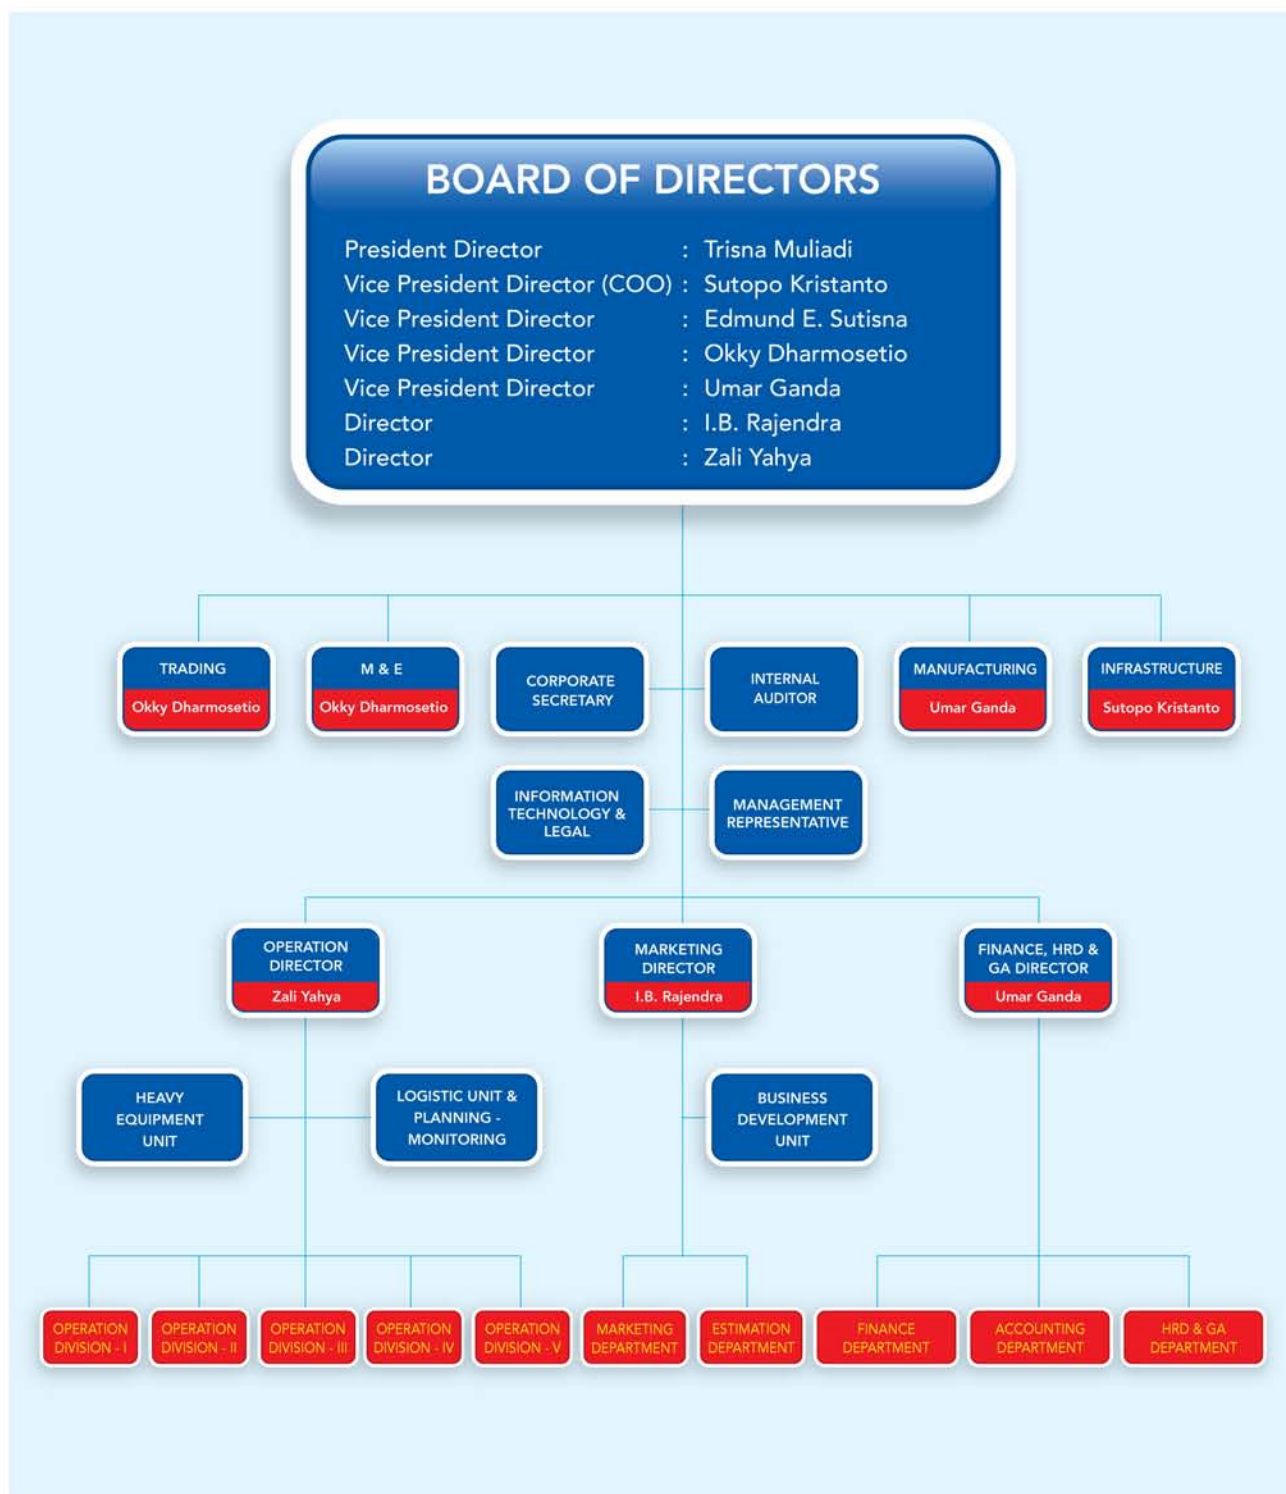 BOARD OF DIRECTORS
President Director : Trisna Muliadi
Vice President Director (COO) : Sutopo Kristanto
Vice President Director : Edmund E. Sutisna
Vice President Director : Okky Dharmosetio
Vice President Director : Umar Ganda
Director : I.B. Rajendra
Director : Zali Yahya
TRADING
Okky Dharmosetio
M & E
Okky Dharmosetio
CORPORATE
SECRETARY
INTERNAL
AUDITOR
MANUFACTURING
Umar Ganda
INFRASTRUCTURE
Sutopo Kristanto
INFORMATION
TECHNOLOGY &
LEGAL
MANAGEMENT
REPRESENTATIVE
OPERATION
DIRECTOR
Zali Yahya
MARKETING
DIRECTOR
I.B. Rajendra
FINANCE, HRD &
GA DIRECTOR
Umar Ganda
HEAVY
EQUIPMENT
UNIT
LOGISTIC UNIT &
PLANNING -
MONITORING
BUSINESS
DEVELOPMENT
UNIT
OPERATION
DIVISION - I
OPERATION
DIVISION - II
OPERATION
DIVISION - III
OPERATION
DIVISION - IV
OPERATION
DIVISION - V
MARKETING
DEPARTMENT
ESTIMATION
DEPARTMENT
FINANCE
DEPARTMENT
ACCOUNTING
DEPARTMENT
HRD & GA
DEPARTMENT